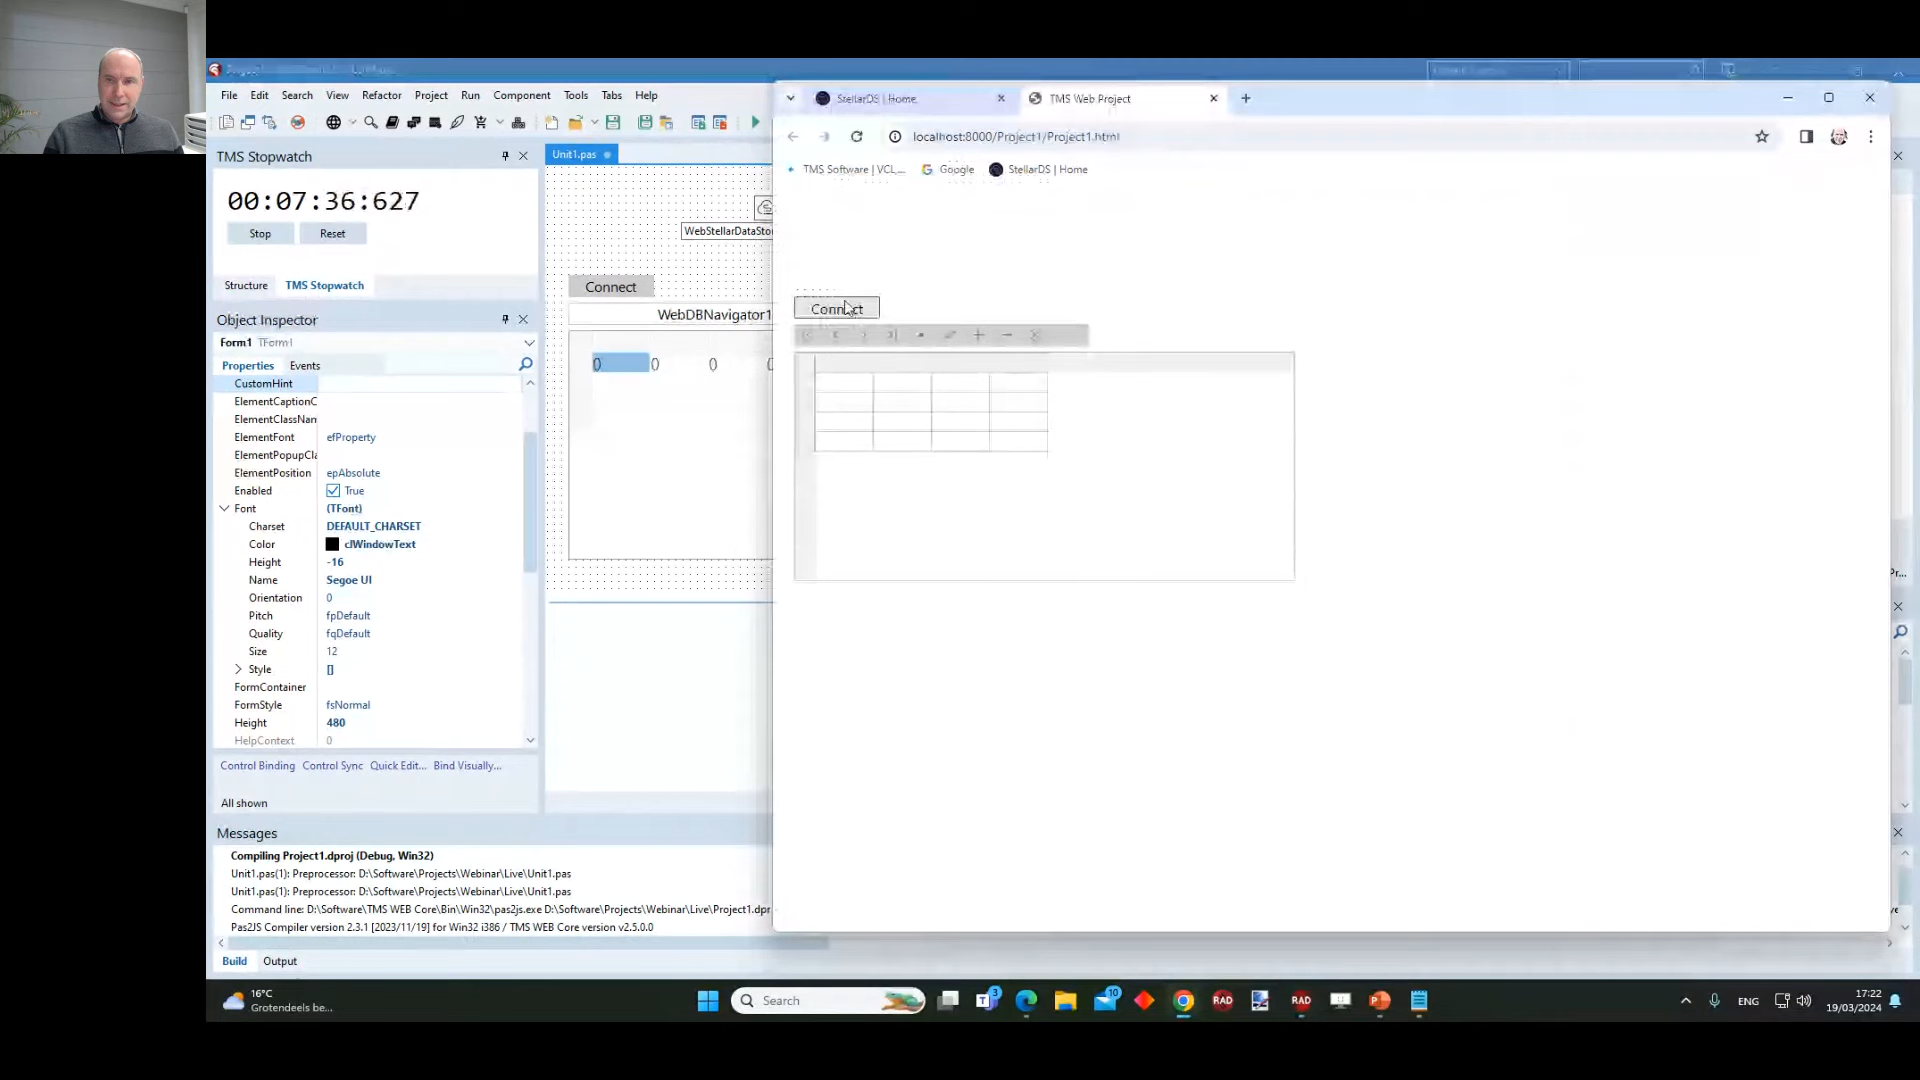 File Edit Search View Refactor Project Run Component Tools Tabs Help
TMS Stopwatch
00:07:36:627
Stop Reset
Structure TMS Stopwatch
Object Inspector
Form1 TForm1
Properties Events
CustomHint
ElementCaptionC
ElementClassNam
ElementFont efProperty
ElementPopupCla
ElementPosition epAbsolute
Enabled True
Font (TFont)
Charset DEFAULT_CHARSET
Color clWindowText
Height -16
Name Segoe UI
Orientation 0
Pitch fpDefault
Quality fqDefault
Size 12
Style []
FormContainer
FormStyle fsNormal
Height 480
HelpContext 0
Control Binding Control Sync Quick Edit... Bind Visually...
All shown
Unit1.pas
WebStellarDataSto
Connect
WebDBNavigator1
0 0 0 0
StellarDS | Home
TMS Web Project
localhost:8000/Project1/Project1.html
TMS Software | VCL,... Google StellarDS | Home
Connect
Messages
Compiling Project1.dproj (Debug, Win32)
Unit1.pas(1): Preprocessor: D:\Software\Projects\Webinar\Live\Unit1.pas
Unit1.pas(1): Preprocessor: D:\Software\Projects\Webinar\Live\Unit1.pas
Command line: D:\Software\TMS WEB Core\Bin\Win32\pas2js.exe D:\Software\Projects\Webinar\Live\Project1.dpr
Pas2JS Compiler version 2.3.1 [2023/11/19] for Win32 i386 / TMS WEB Core version v2.5.0.0
Build Output
16°C
Grotendeels be...
Search
3
10
RAD
RAD
ENG
17:22
19/03/2024